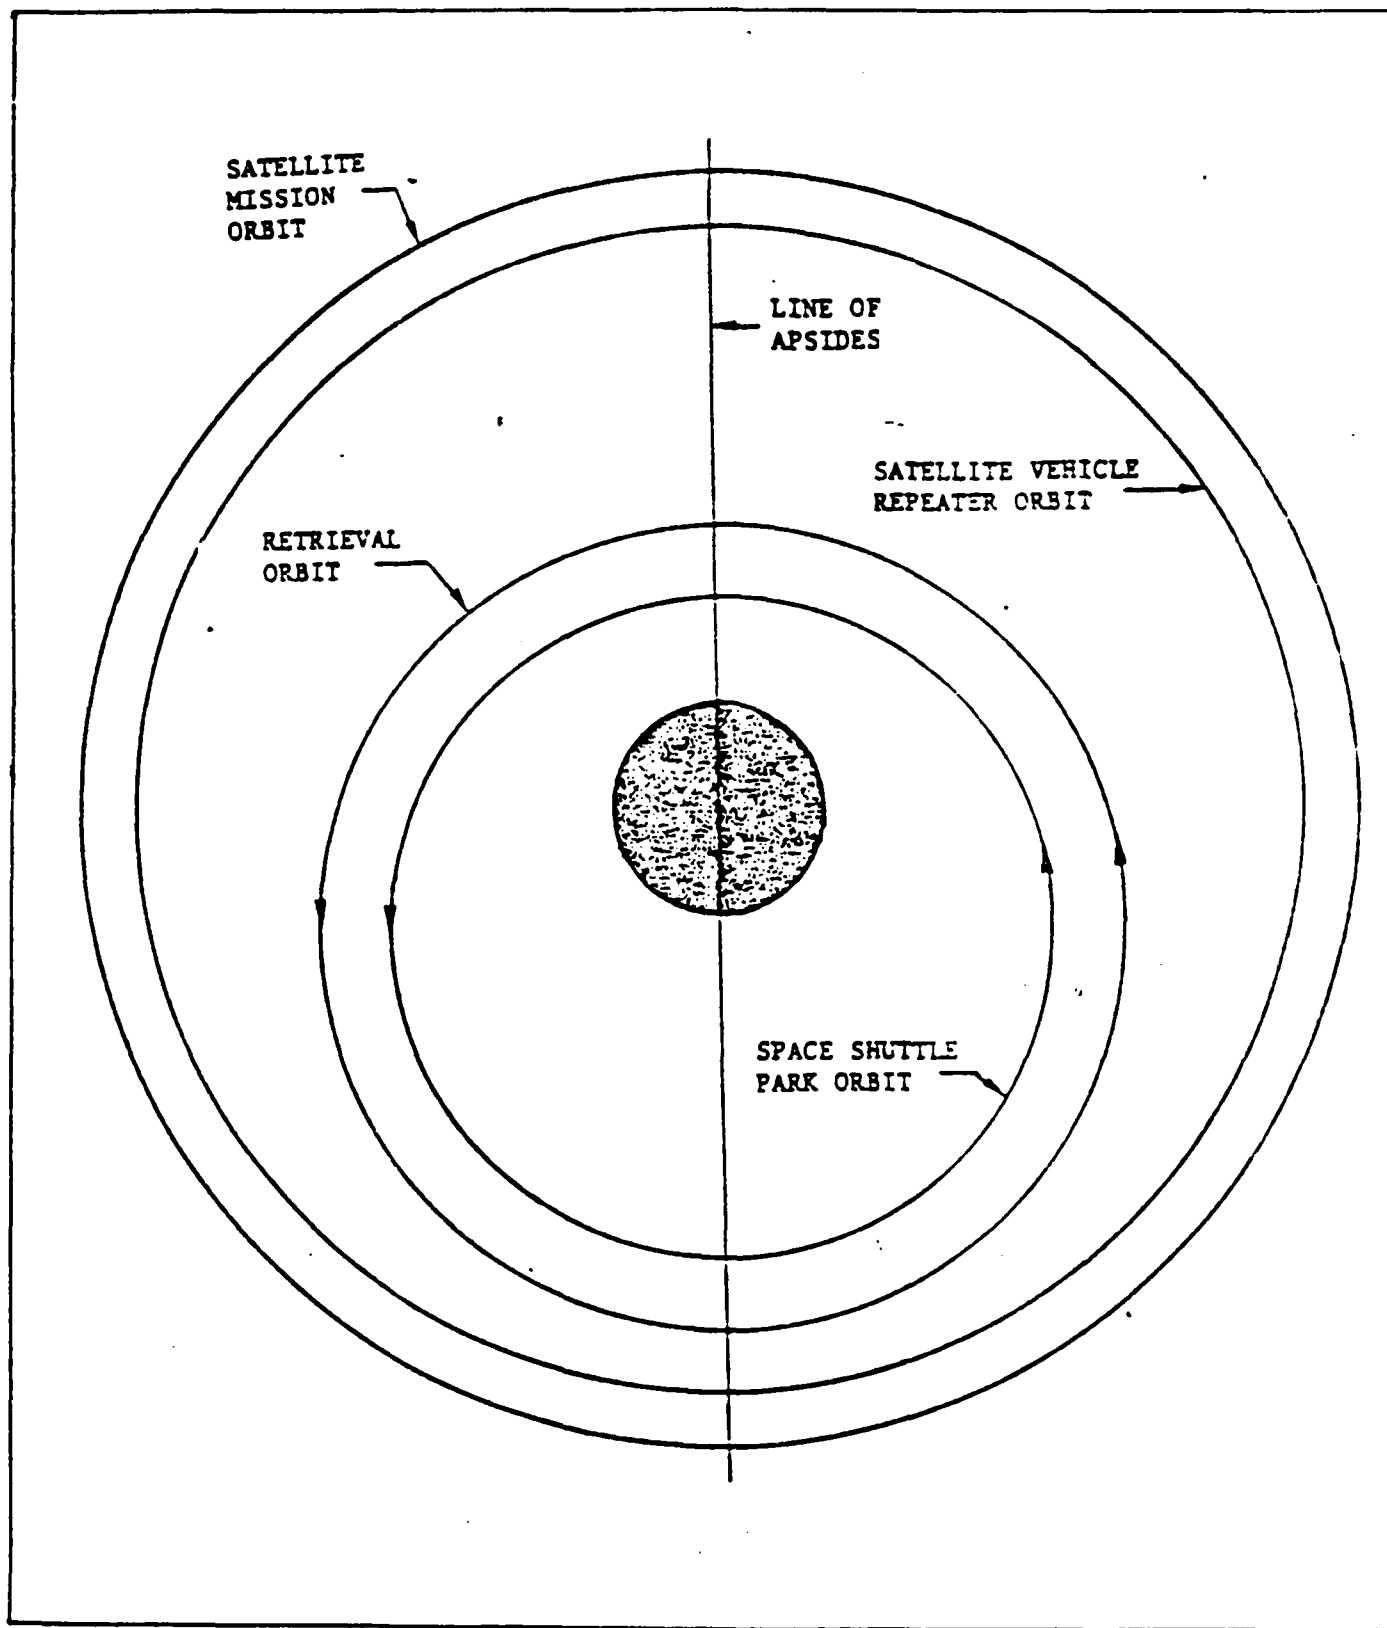 SATELLITE
MISSION
ORBIT
LINE OF
APSIDES
SATELLITE VEHICLE
REPEATER ORBIT
RETRIEVAL
ORBIT
SPACE SHUTTLE
PARK ORBIT